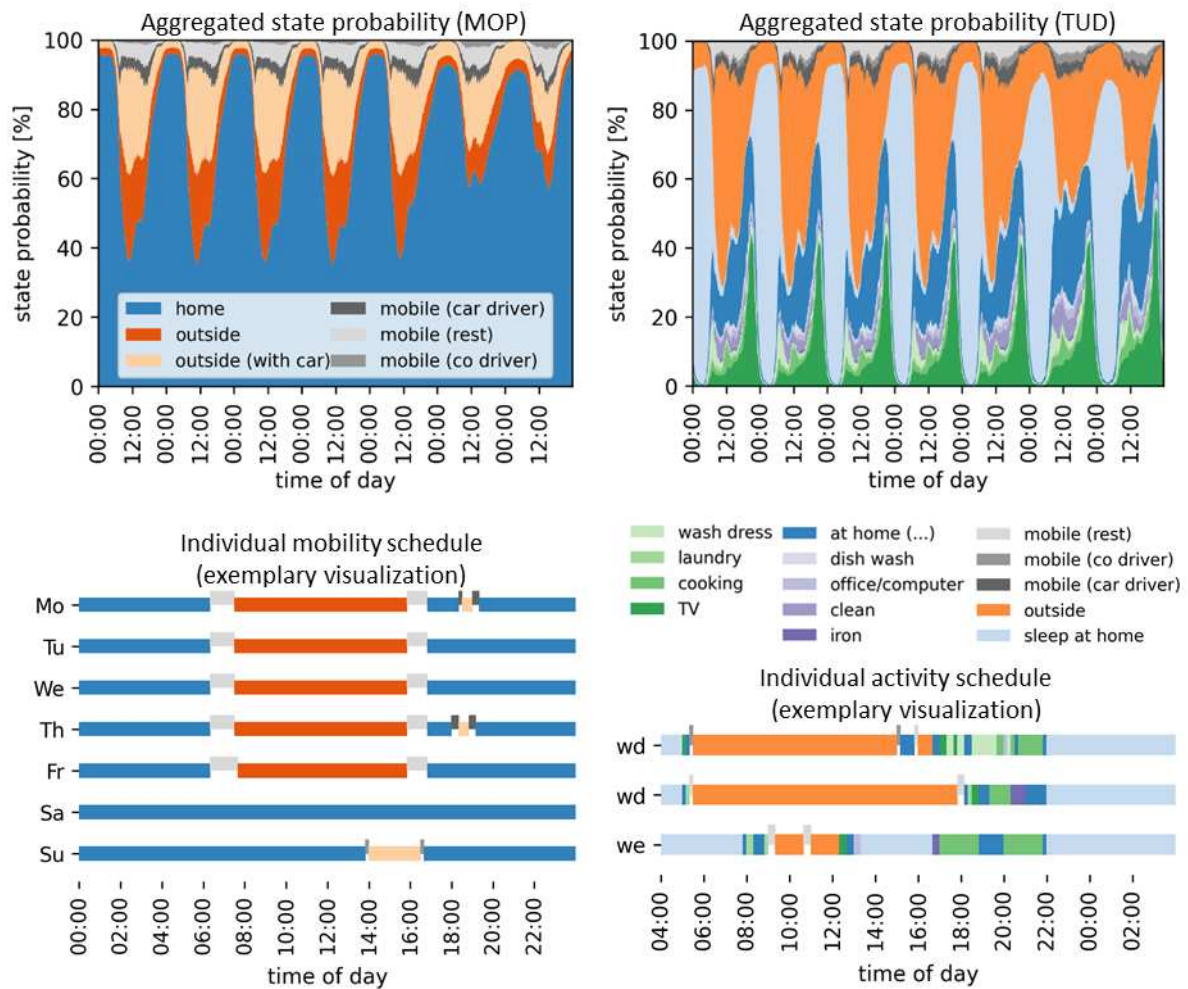 Aggregated state probability (MOP)
100
80
60
40
20
0
state probability [%]
home
outside
outside (with car)
mobile (car driver)
mobile (rest)
mobile (co driver)
00:00
12:00
00:00
12:00
00:00
12:00
00:00
12:00
00:00
12:00
00:00
12:00
00:00
12:00
time of day
Aggregated state probability (TUD)
100
80
60
40
20
0
state probability [%]
00:00
12:00
00:00
12:00
00:00
12:00
00:00
12:00
00:00
12:00
00:00
12:00
00:00
12:00
time of day
wash dress
laundry
cooking
TV
at home (...)
dish wash
office/computer
clean
iron
mobile (rest)
mobile (co driver)
mobile (car driver)
outside
sleep at home
Individual mobility schedule
(exemplary visualization)
Mo
Tu
We
Th
Fr
Sa
Su
00:00
02:00
04:00
06:00
08:00
10:00
12:00
14:00
16:00
18:00
20:00
22:00
time of day
Individual activity schedule
(exemplary visualization)
wd
wd
we
04:00
06:00
08:00
10:00
12:00
14:00
16:00
18:00
20:00
22:00
00:00
02:00
time of day